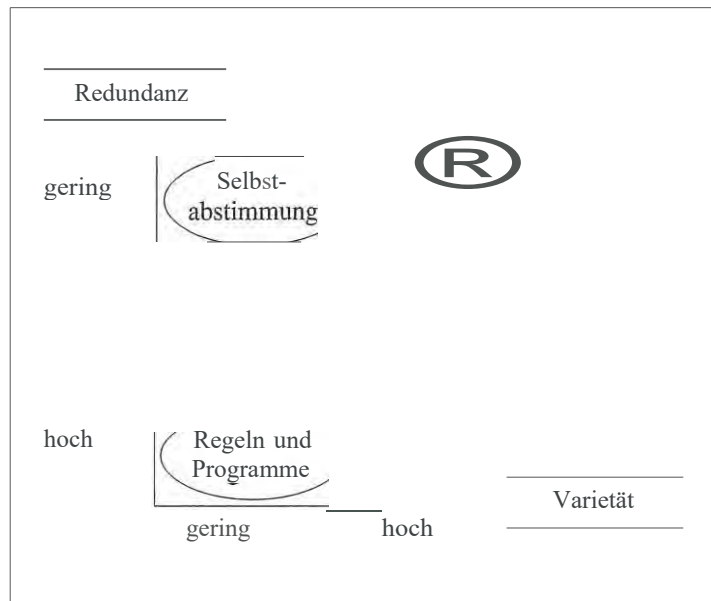 Redundanz
®
gering
Selbst-
abstimmung
hoch
Regeln und
Programme
Varietät
gering
hoch